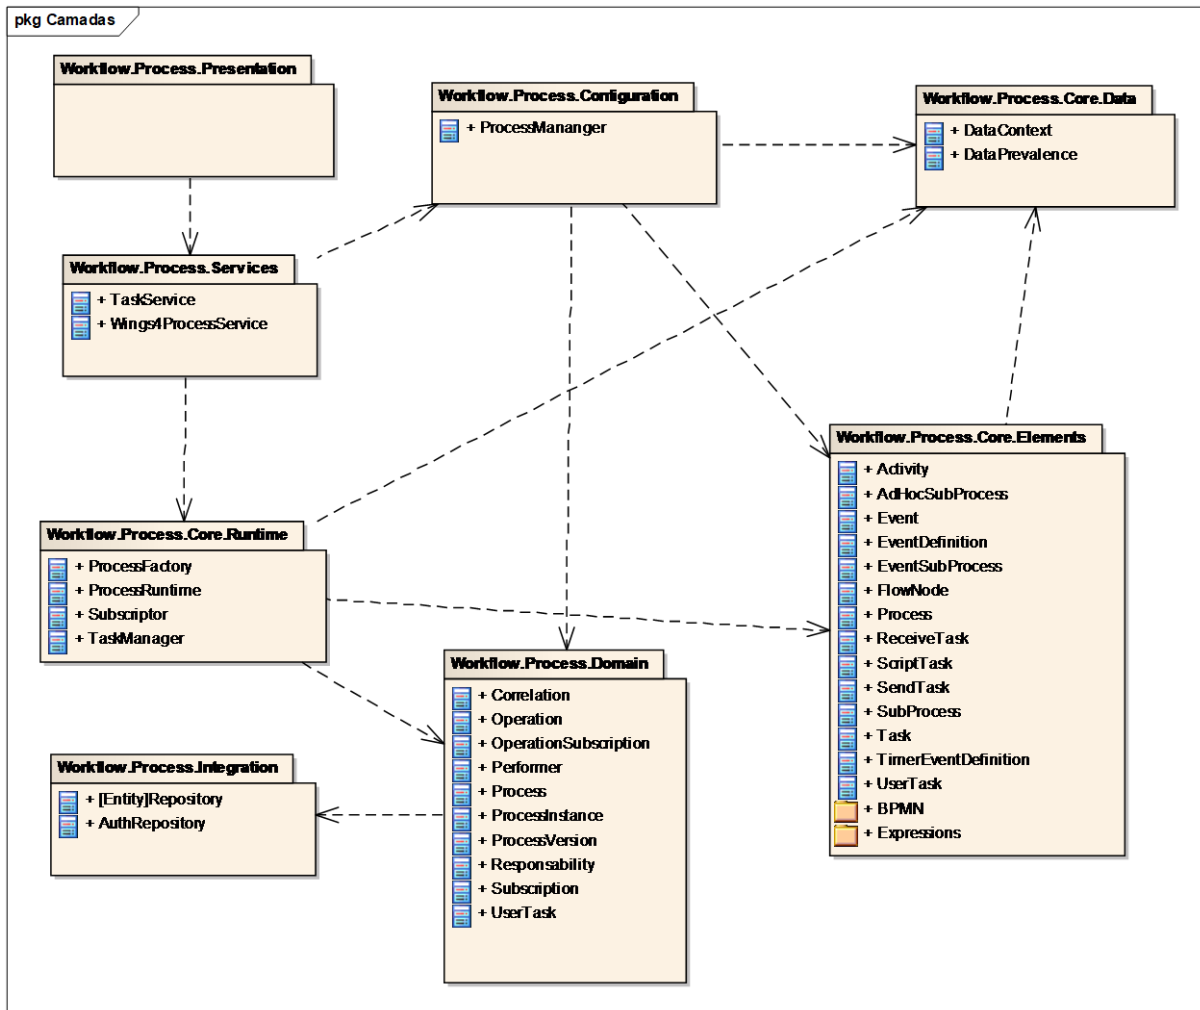 pkg Camadas
Workflow.Process.Presentation
Workflow.Process.Configuration
+ ProcessMananger
Workflow.Process.Core.Data
+ DataContext
+ DataPrevalence
Workflow.Process.Services
+ TaskService
+ Wings4ProcessService
Workflow.Process.Core.Runtime
+ ProcessFactory
+ ProcessRuntime
+ Subscriptor
+ TaskManager
Workflow.Process.Core.Elements
+ Activity
+ AdHocSubProcess
+ Event
+ EventDefinition
+ EventSubProcess
+ FlowNode
+ Process
+ ReceiveTask
+ ScriptTask
+ SendTask
+ SubProcess
+ Task
+ TimerEventDefinition
+ UserTask
+ BPMN
+ Expressions
Workflow.Process.Domain
+ Correlation
+ Operation
+ OperationSubscription
+ Performer
+ Process
+ ProcessInstance
+ ProcessVersion
+ Responsability
+ Subscription
+ UserTask
Workflow.Process.Integration
+ [Entity]Repository
+ AuthRepository